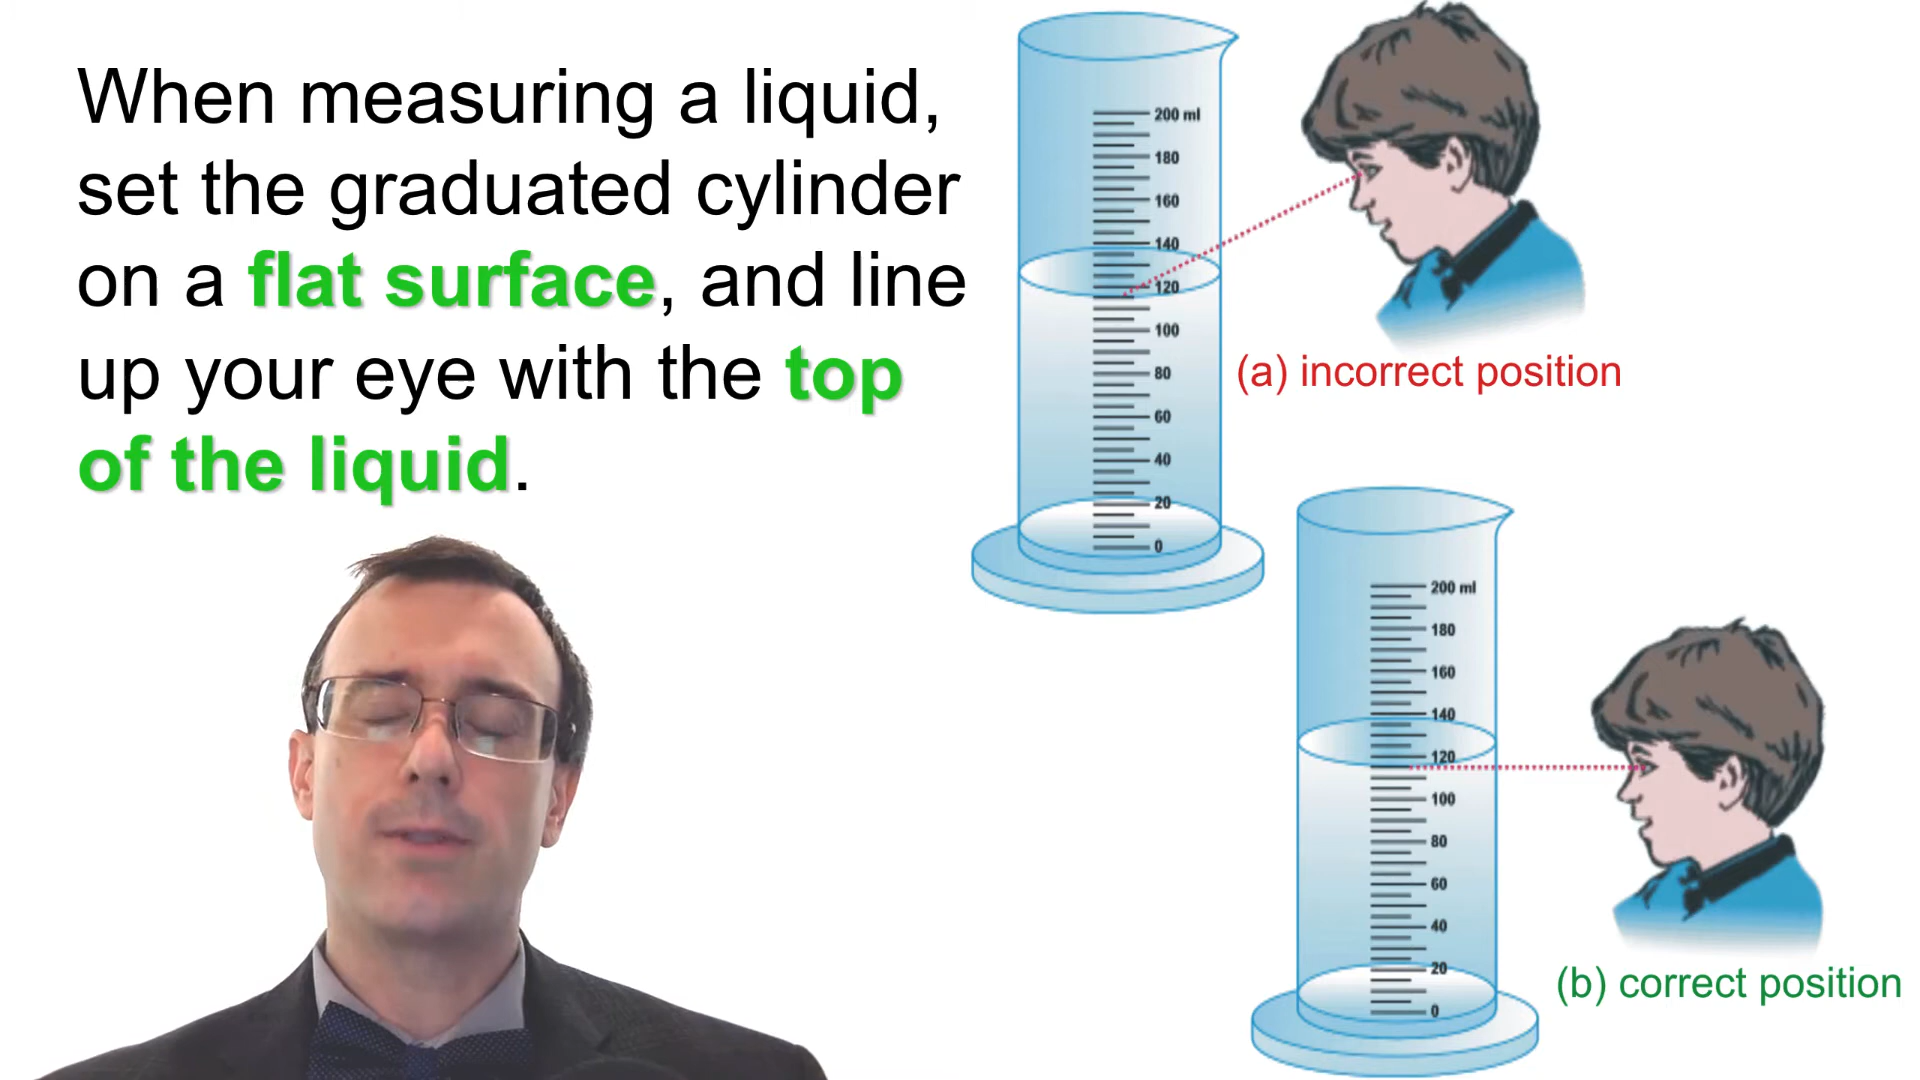 When measuring a liquid,
set the graduated cylinder
on a flat surface, and line
up your eye with the top
of the liquid.
200 ml
180
160
140
120
100
80
60
40
20
0
(a) incorrect position
200 ml
180
160
140
120
100
80
60
40
20
0
(b) correct position